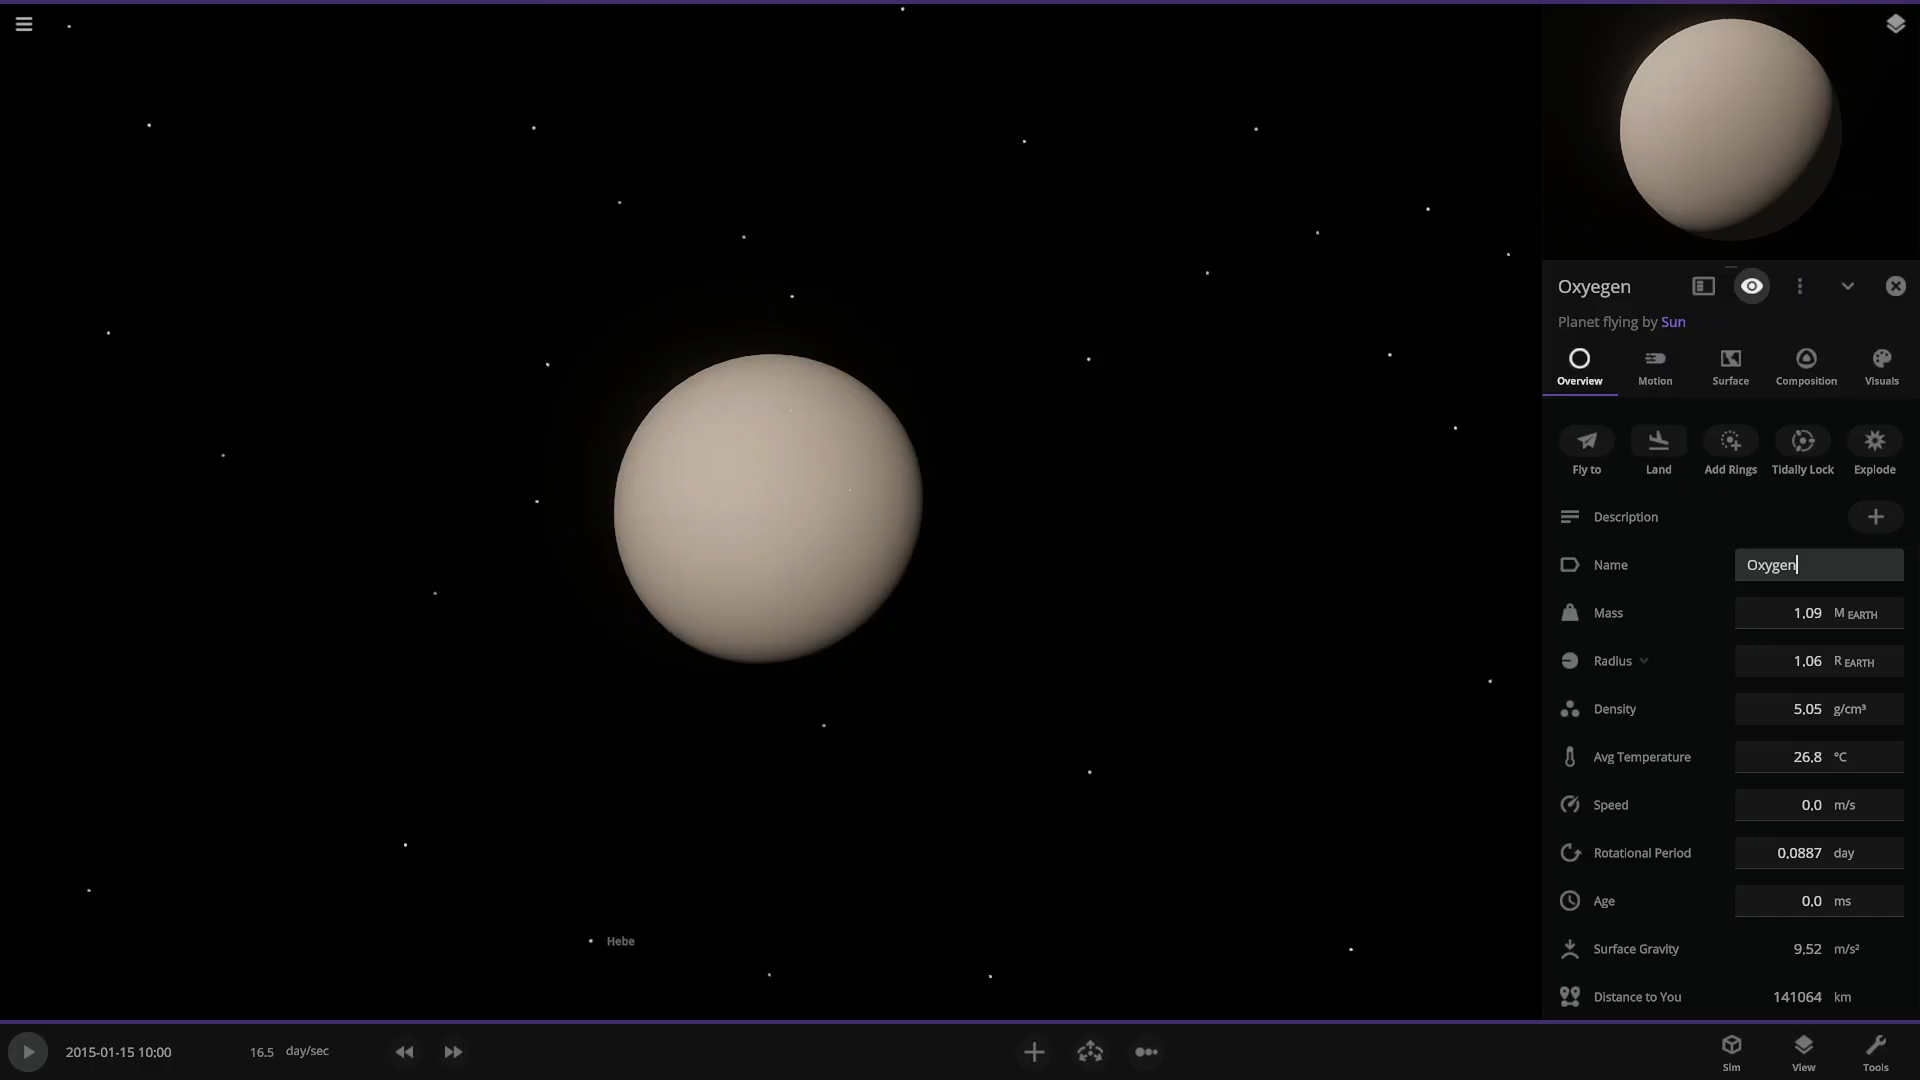 Oxyegen
Planet flying by Sun
Overview Motion Surface Composition Visuals
Fly to Land Add Rings Tidally Lock Explode
Description
Name Oxygen
Mass 1.09 M EARTH
Radius 1.06 R EARTH
Density 5.05 g/cm³
Avg Temperature 26.8 °C
Speed 0.0 m/s
Rotational Period 0.0887 day
Age 0.0 ms
Surface Gravity 9.52 m/s²
Hebe
Distance to You 141064 km
2015-01-15 10:00 16.5 day/sec
Sim View Tools